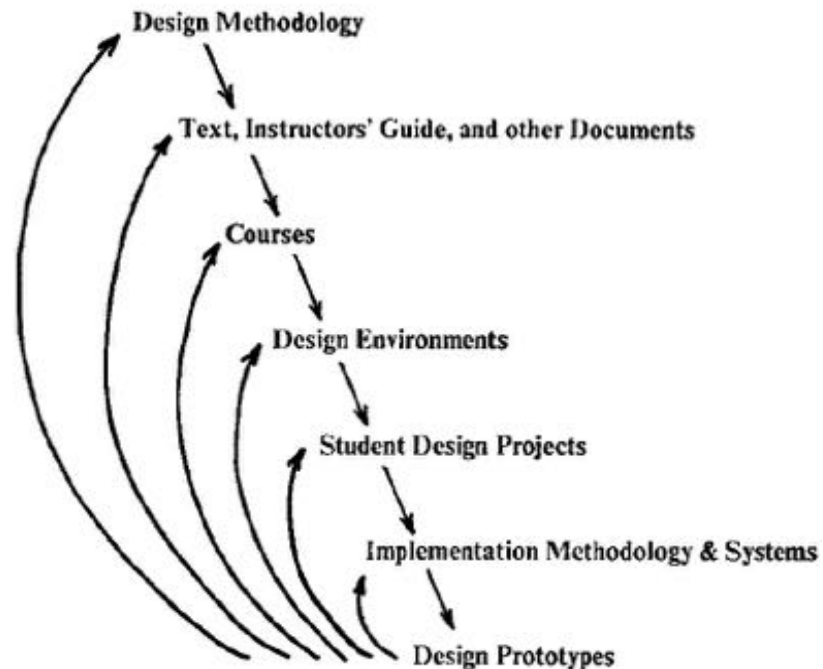 Design Methodology
Text, Instructors' Guide, and other Documents
Courses
Design Environments
Student Design Projects
Implementation Methodology & Systems
Design Prototypes